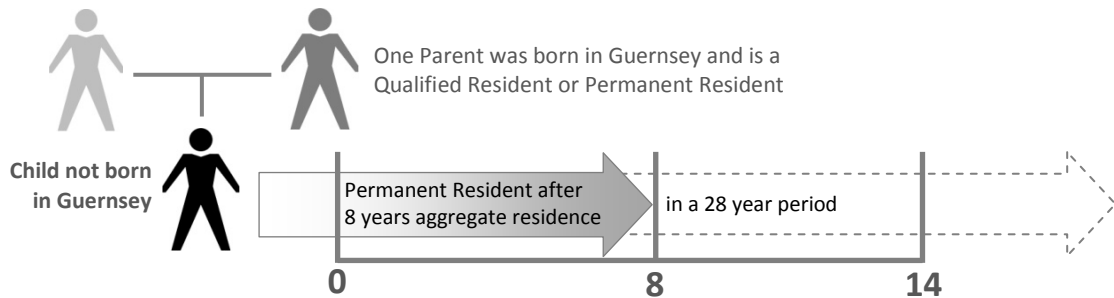 One Parent was born in Guernsey and is a
Qualified Resident or Permanent Resident
Child not born
in Guernsey
Permanent Resident after
8 years aggregate residence
in a 28 year period
0
8
14